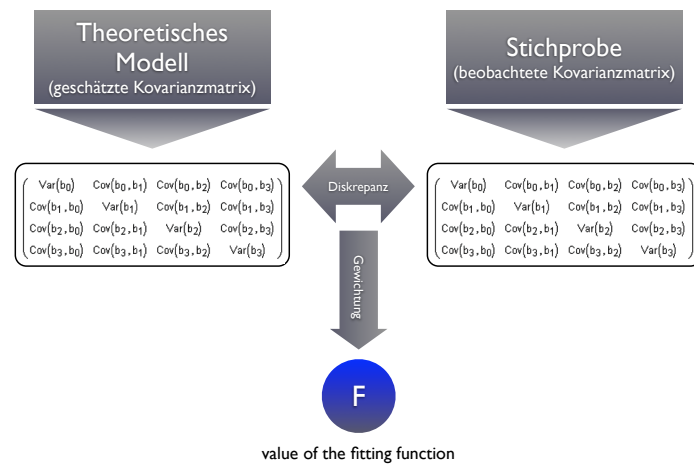 Theoretisches
Modell
(geschätzte Kovarianzmatrix)
Stichprobe
(beobachtete Kovarianzmatrix)
Var(b₀) Cov(b₀,b₁) Cov(b₀,b₂) Cov(b₀,b₃)
Cov(b₁,b₀) Var(b₁) Cov(b₁,b₂) Cov(b₂,b₃)
Cov(b₂,b₀) Cov(b₂,b₁) Var(b₂) Cov(b₂,b₃)
Cov(b₃,b₀) Cov(b₃,b₁) Cov(b₃,b₂) Var(b₃)
Diskrepanz
Var(b₀) Cov(b₀,b₁) Cov(b₀,b₂) Cov(b₀,b₃)
Cov(b₁,b₀) Var(b₁) Cov(b₁,b₂) Cov(b₂,b₃)
Cov(b₂,b₀) Cov(b₂,b₁) Var(b₂) Cov(b₂,b₃)
Cov(b₃,b₀) Cov(b₃,b₁) Cov(b₃,b₂) Var(b₃)
Gewichtung
F
value of the fitting function